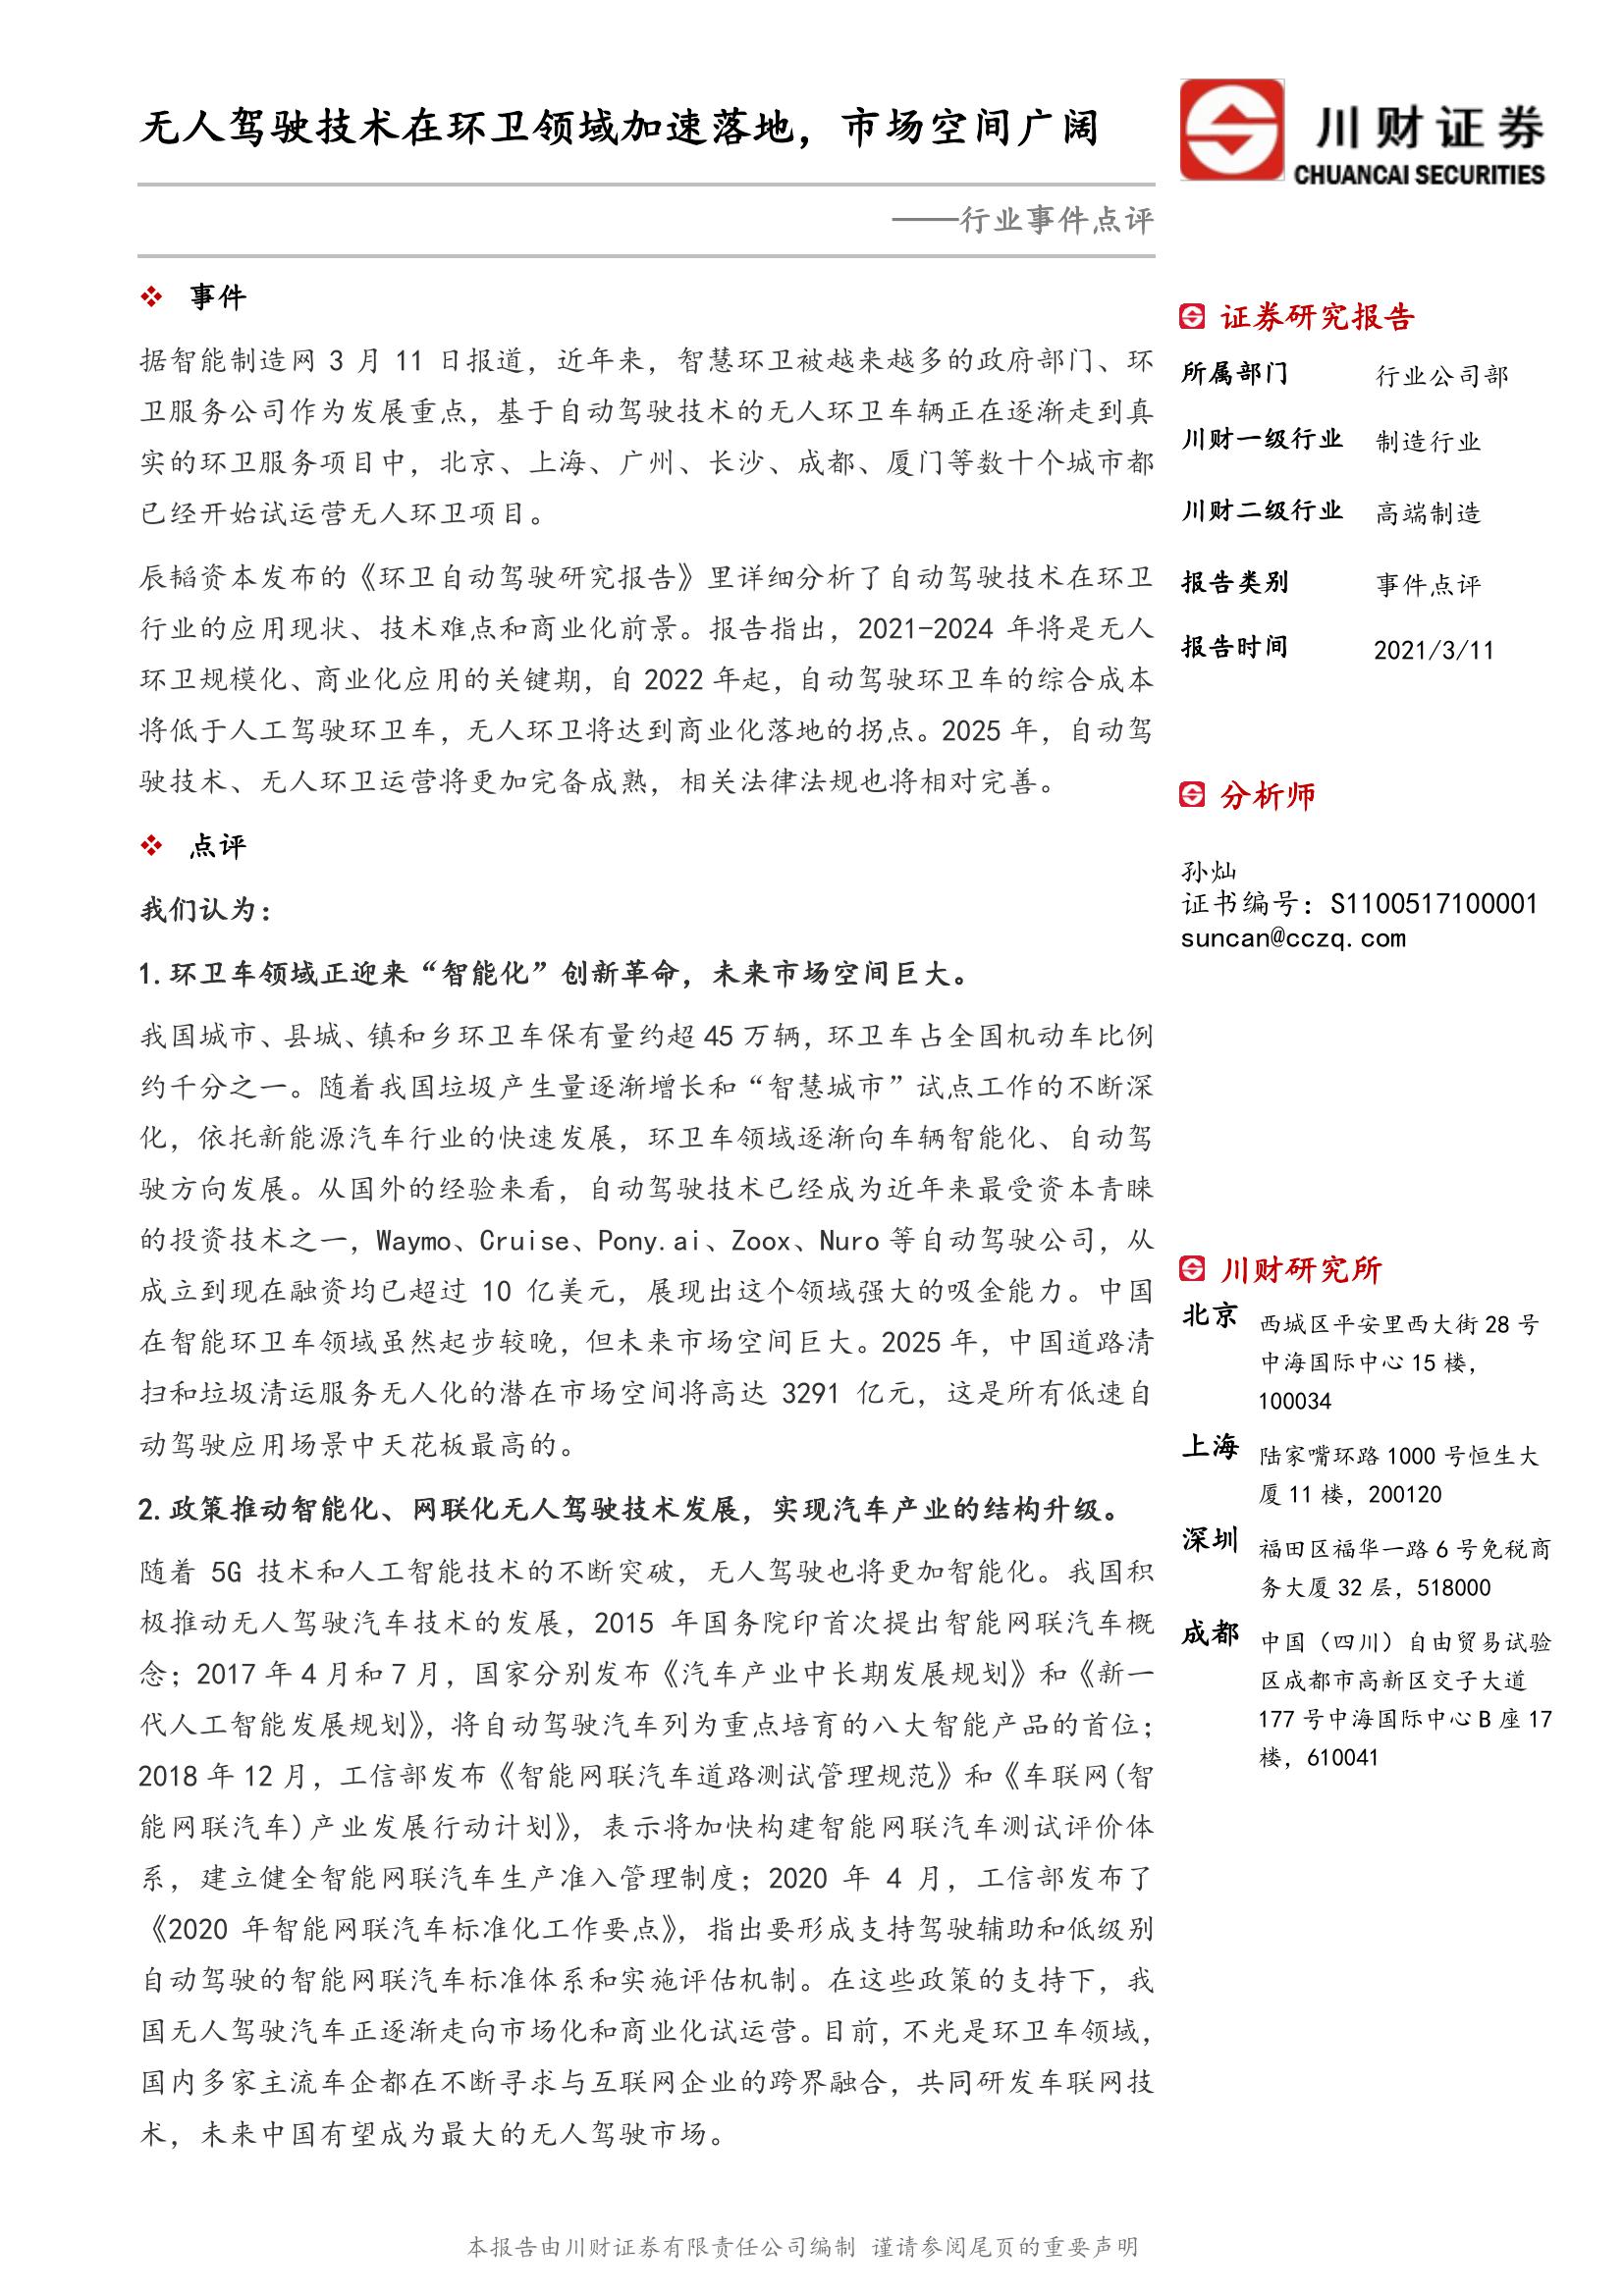 无人驾驶技术在环卫领域加速落地，市场空间广阔
川财证券
CHUANCAI SECURITIES
——行业事件点评
❖ 事件
据智能制造网 3 月 11 日报道，近年来，智慧环卫被越来越多的政府部门、环
卫服务公司作为发展重点，基于自动驾驶技术的无人环卫车辆正在逐渐走到真
实的环卫服务项目中，北京、上海、广州、长沙、成都、厦门等数十个城市都
已经开始试运营无人环卫项目。
辰韬资本发布的《环卫自动驾驶研究报告》里详细分析了自动驾驶技术在环卫
行业的应用现状、技术难点和商业化前景。报告指出，2021-2024 年将是无人
环卫规模化、商业化应用的关键期，自 2022 年起，自动驾驶环卫车的综合成本
将低于人工驾驶环卫车，无人环卫将达到商业化落地的拐点。2025 年，自动驾
驶技术、无人环卫运营将更加完备成熟，相关法律法规也将相对完善。
❖ 点评
我们认为：
1.环卫车领域正迎来“智能化”创新革命，未来市场空间巨大。
我国城市、县城、镇和乡环卫车保有量约超 45 万辆，环卫车占全国机动车比例
约千分之一。随着我国垃圾产生量逐渐增长和“智慧城市”试点工作的不断深
化，依托新能源汽车行业的快速发展，环卫车领域逐渐向车辆智能化、自动驾
驶方向发展。从国外的经验来看，自动驾驶技术已经成为近年来最受资本青睐
的投资技术之一，Waymo、Cruise、Pony.ai、Zoox、Nuro 等自动驾驶公司，从
成立到现在融资均已超过 10 亿美元，展现出这个领域强大的吸金能力。中国
在智能环卫车领域虽然起步较晚，但未来市场空间巨大。2025 年，中国道路清
扫和垃圾清运服务无人化的潜在市场空间将高达 3291 亿元，这是所有低速自
动驾驶应用场景中天花板最高的。
2.政策推动智能化、网联化无人驾驶技术发展，实现汽车产业的结构升级。
随着 5G 技术和人工智能技术的不断突破，无人驾驶也将更加智能化。我国积
极推动无人驾驶汽车技术的发展，2015 年国务院印首次提出智能网联汽车概
念；2017 年 4 月和 7 月，国家分别发布《汽车产业中长期发展规划》和《新一
代人工智能发展规划》，将自动驾驶汽车列为重点培育的八大智能产品的首位；
2018 年 12 月，工信部发布《智能网联汽车道路测试管理规范》和《车联网(智
能网联汽车)产业发展行动计划》，表示将加快构建智能网联汽车测试评价体
系，建立健全智能网联汽车生产准入管理制度；2020 年 4 月，工信部发布了
《2020 年智能网联汽车标准化工作要点》，指出要形成支持驾驶辅助和低级别
自动驾驶的智能网联汽车标准体系和实施评估机制。在这些政策的支持下，我
国无人驾驶汽车正逐渐走向市场化和商业化试运营。目前，不光是环卫车领域，
国内多家主流车企都在不断寻求与互联网企业的跨界融合，共同研发车联网技
术，未来中国有望成为最大的无人驾驶市场。
证券研究报告
所属部门 行业公司部
川财一级行业 制造行业
川财二级行业 高端制造
报告类别 事件点评
报告时间 2021/3/11
分析师
孙灿
证书编号：S1100517100001
suncan@cczq.com
川财研究所
北京 西城区平安里西大街 28 号
中海国际中心 15 楼，
100034
上海 陆家嘴环路 1000 号恒生大
厦 11 楼，200120
深圳 福田区福华一路 6 号免税商
务大厦 32 层，518000
成都 中国（四川）自由贸易试验
区成都市高新区交子大道
177 号中海国际中心 B 座 17
楼，610041
本报告由川财证券有限责任公司编制 谨请参阅尾页的重要声明